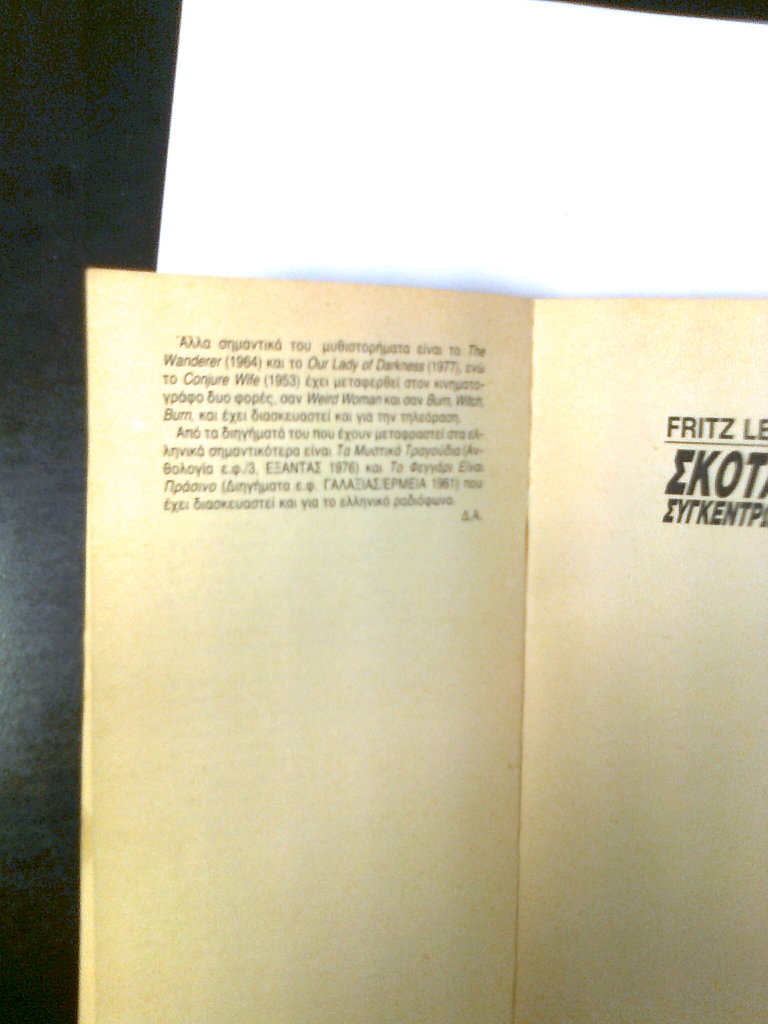 Άλλα σημαντικά του μυθιστορήματα είναι το The
Wanderer (1964) και το Our Lady of Darkness (1977), ενώ
το Conjure Wife (1953) έχει μεταφερθεί στον κινηματο-
γράφο δυο φορές, σαν Weird Woman και σαν Burn, Witch,
Burn, και έχει διασκευαστεί και για την τηλεόραση.
Από τα διηγήματά του που έχουν μεταφραστεί στα ελ-
ληνικά σημαντικότερα είναι Τα Μυστικά Τραγούδια (Αν-
θολογία ε.φ./3, ΕΞΑΝΤΑΣ 1976) και Το Φεγγάρι Είναι
Πράσινο (Διηγήματα ε.φ. ΓΑΛΑΞΙΑΣ/ΕΡΜΕΙΑ 1961) που
έχει διασκευαστεί και για το ελληνικό ραδιόφωνο.
Δ.Α.
FRITZ LE
ΣΚΟΤΑ
ΣΥΓΚΕΝΤΡΩ